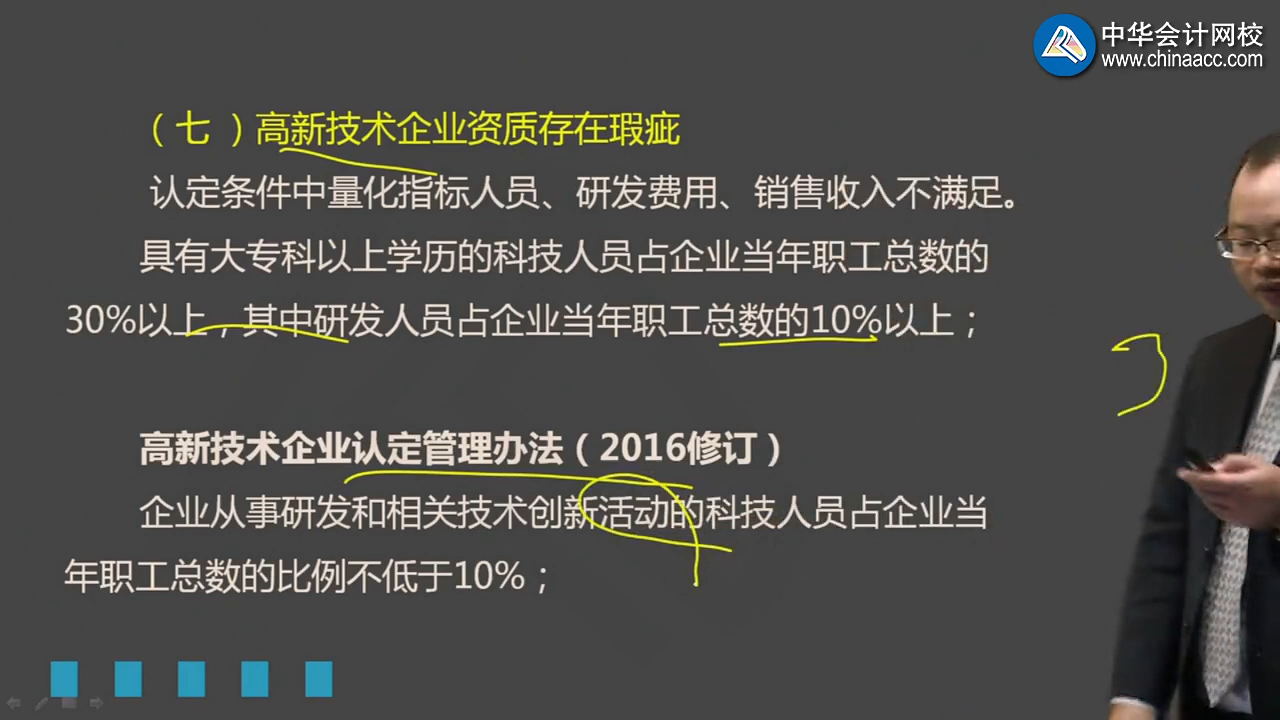 中华会计网校
www.chinaacc.com
（七 ）高新技术企业资质存在瑕疵
认定条件中量化指标人员、研发费用、销售收入不满足。
具有大专科以上学历的科技人员占企业当年职工总数的
30%以上，其中研发人员占企业当年职工总数的10%以上；
高新技术企业认定管理办法（2016修订）
企业从事研发和相关技术创新活动的科技人员占企业当
年职工总数的比例不低于10%；